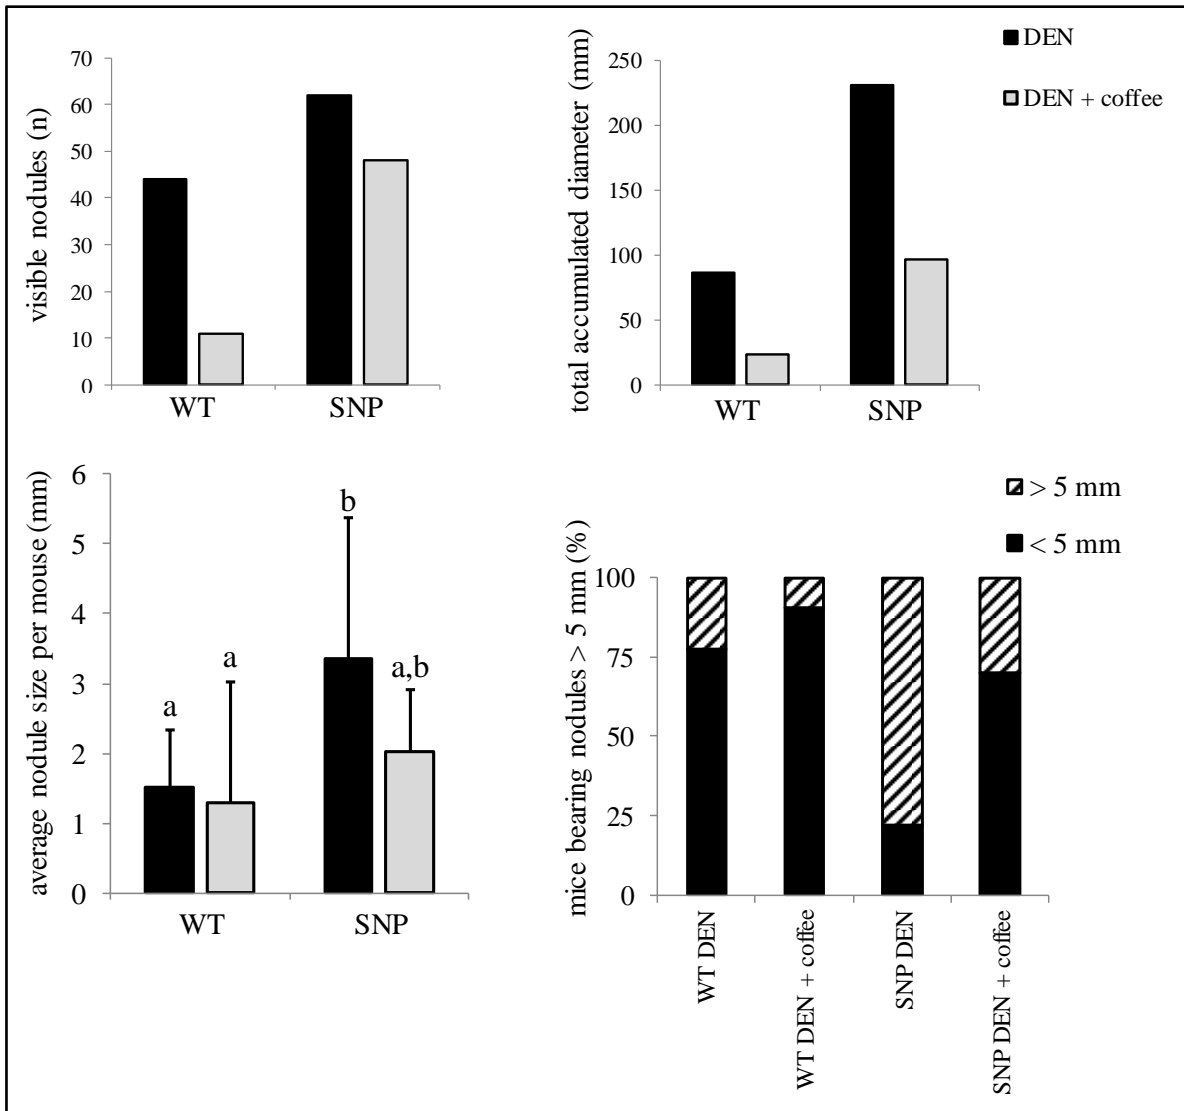 visible nodules (n)
70
60
50
40
30
20
10
0
WT
SNP
total accumulated diameter (mm)
250
200
150
100
50
0
WT
SNP
DEN
DEN + coffee
average nodule size per mouse (mm)
6
5
4
3
2
1
0
a
a
b
a,b
WT
SNP
> 5 mm
< 5 mm
mice bearing nodules > 5 mm (%)
100
75
50
25
0
WT DEN
WT DEN + coffee
SNP DEN
SNP DEN + coffee